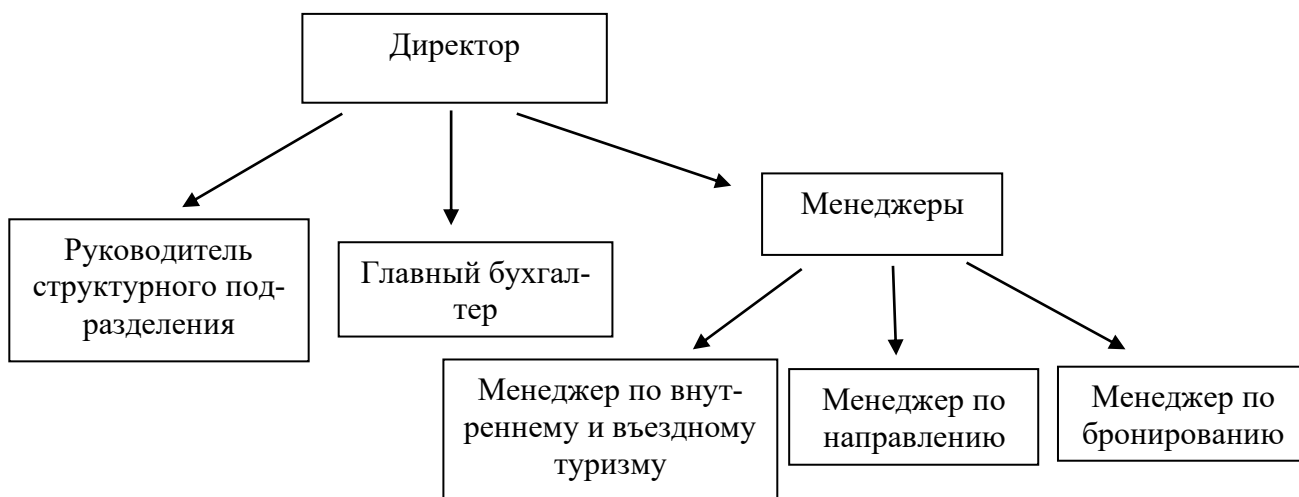 Директор
Менеджеры
Руководитель
структурного под-
разделения
Главный бухгал-
тер
Менеджер по внут-
реннему и въездному
туризму
Менеджер по
направлению
Менеджер по
бронированию